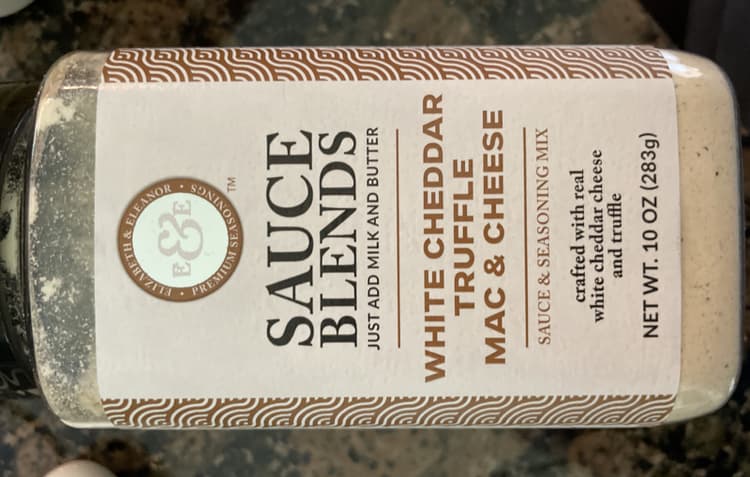 ELIZABETH & ELEANOR
E&E
PREMIUM SEASONINGS
TM
SAUCE
BLENDS
JUST ADD MILK AND BUTTER
WHITE CHEDDAR
TRUFFLE
MAC & CHEESE
SAUCE & SEASONING MIX
crafted with real
white cheddar cheese
and truffle
NET WT. 10 OZ (283g)